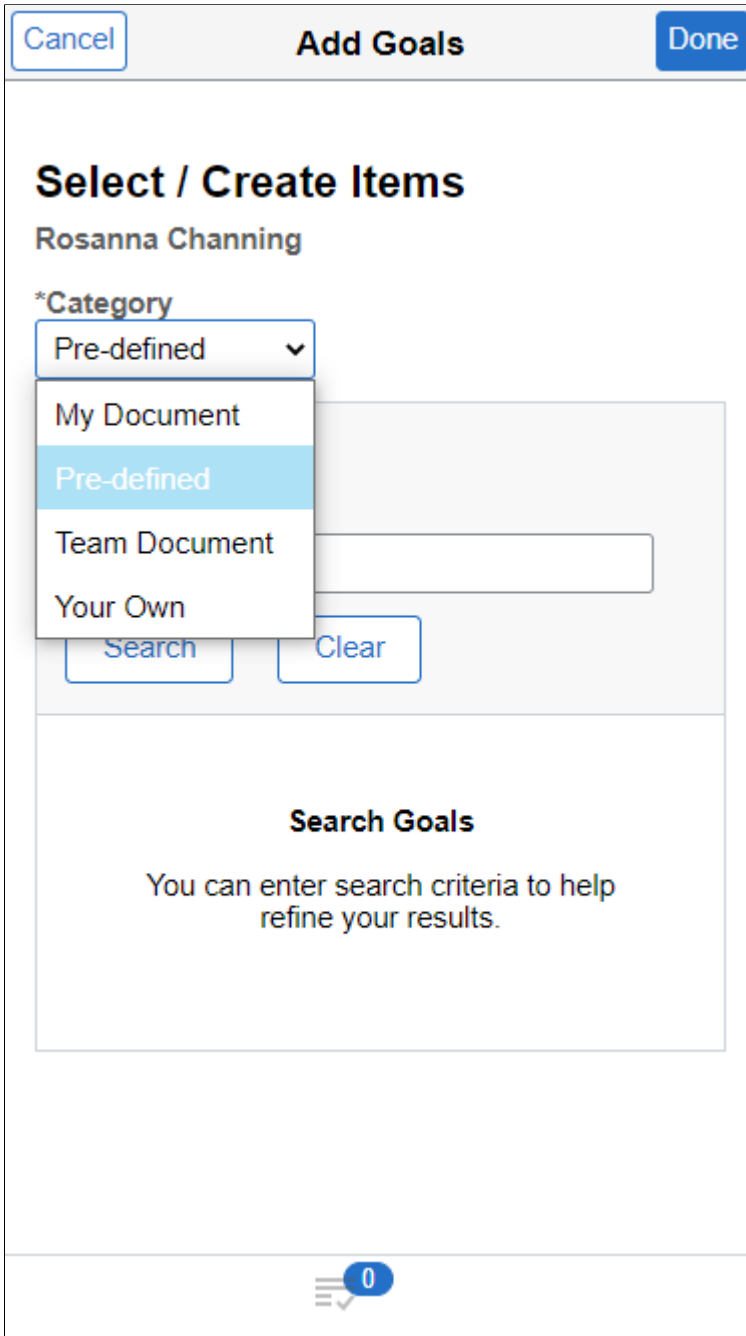 Cancel
Add Goals
Done
Select / Create Items
Rosanna Channing
*Category
Pre-defined
My Document
Pre-defined
Team Document
Your Own
Search
Clear
Search Goals
You can enter search criteria to help
refine your results.
0